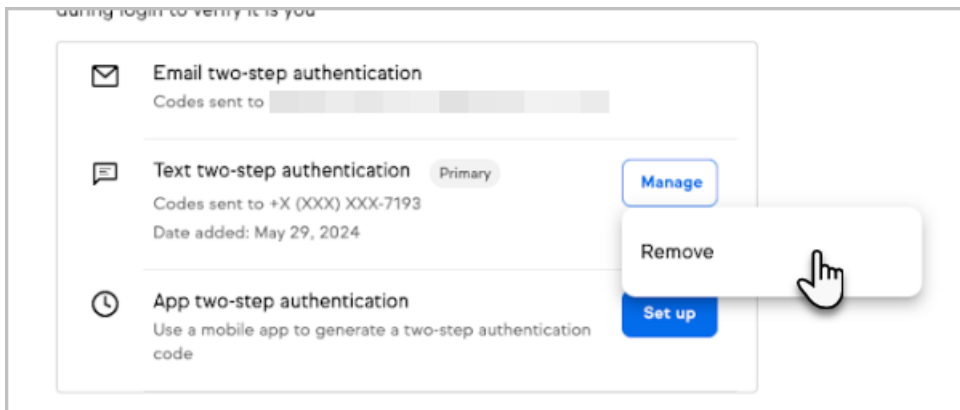 during login to verify it is you
Email two-step authentication
Codes sent to
Text two-step authentication Primary
Manage
Codes sent to +X (XXX) XXX-7193
Date added: May 29, 2024
Remove
App two-step authentication
Set up
Use a mobile app to generate a two-step authentication
code